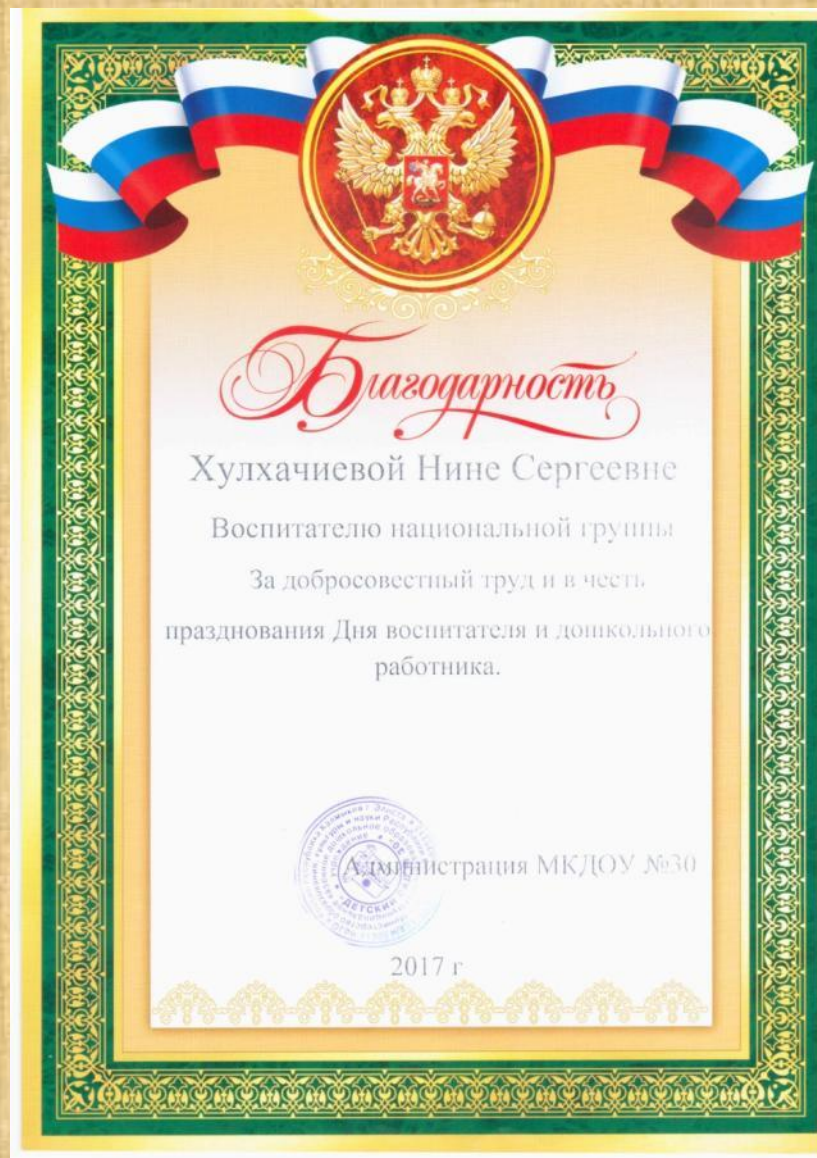 Благодарность
Хулхачиевой Нине Сергеевне
Воспитателю национальной группы
За добросовестный труд и в честь
празднования Дня воспитателя и дошкольного
работника.
Администрация МКДОУ №30
ДЕТСКИЙ
2017 г